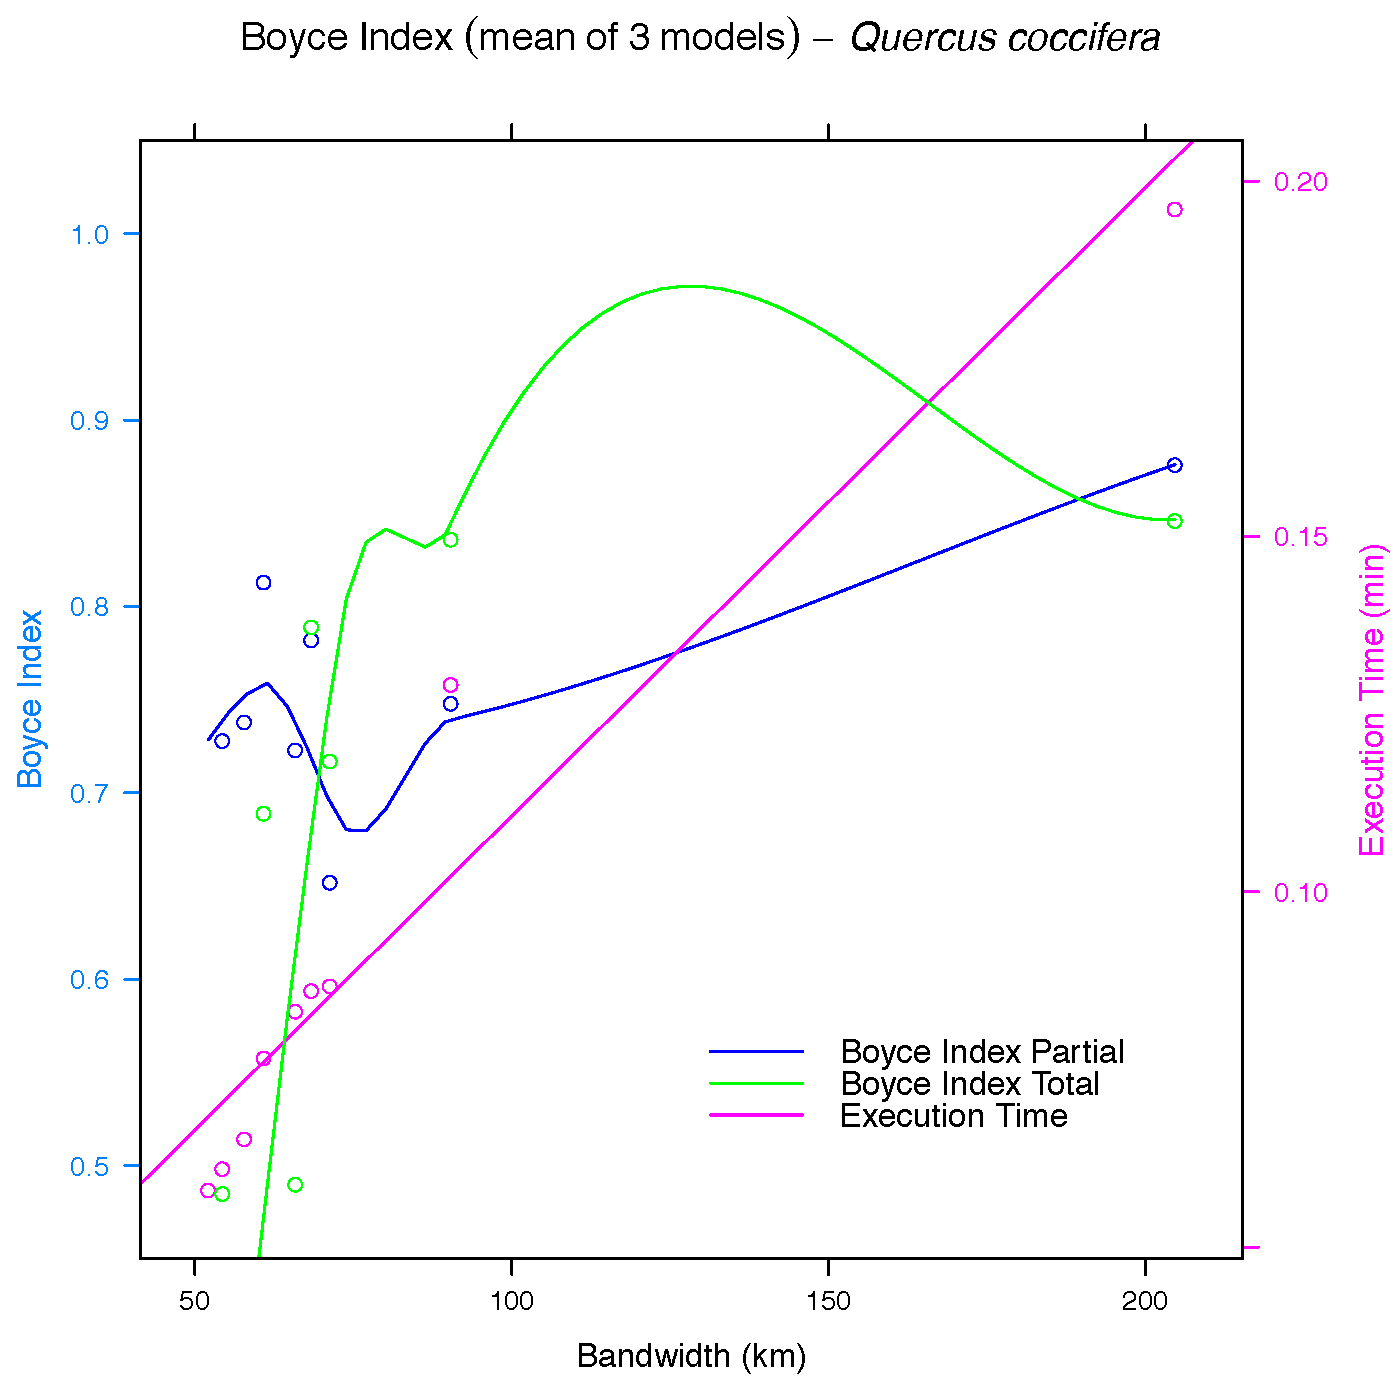 Boyce Index (mean of 3 models) – Quercus coccifera
1.0
0.9
0.8
0.7
0.6
0.5
Boyce Index
0.20
0.15
0.10
Execution Time (min)
Boyce Index Partial
Boyce Index Total
Execution Time
50 100 150 200
Bandwidth (km)